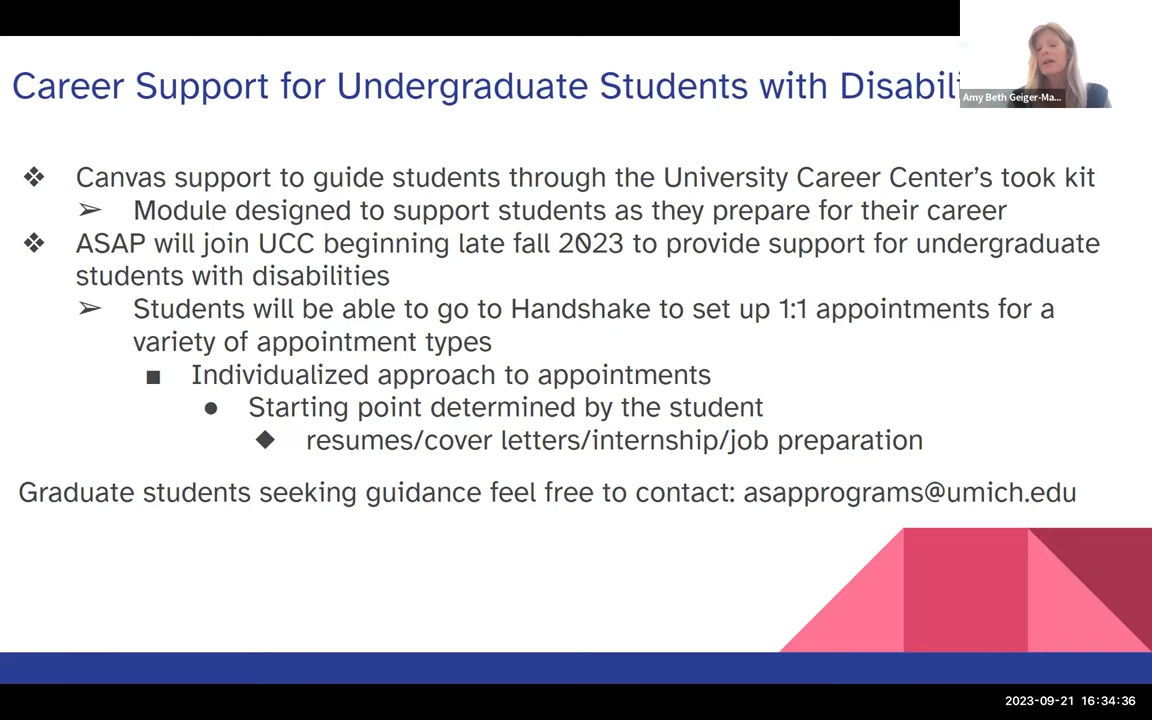 Career Support for Undergraduate Students with Disabili
Amy Beth Geiger-Ma...
❖ Canvas support to guide students through the University Career Center’s took kit
➢ Module designed to support students as they prepare for their career
❖ ASAP will join UCC beginning late fall 2023 to provide support for undergraduate
students with disabilities
➢ Students will be able to go to Handshake to set up 1:1 appointments for a
variety of appointment types
■ Individualized approach to appointments
● Starting point determined by the student
◆ resumes/cover letters/internship/job preparation
Graduate students seeking guidance feel free to contact: asapprograms@umich.edu
2023-09-21 16:34:36